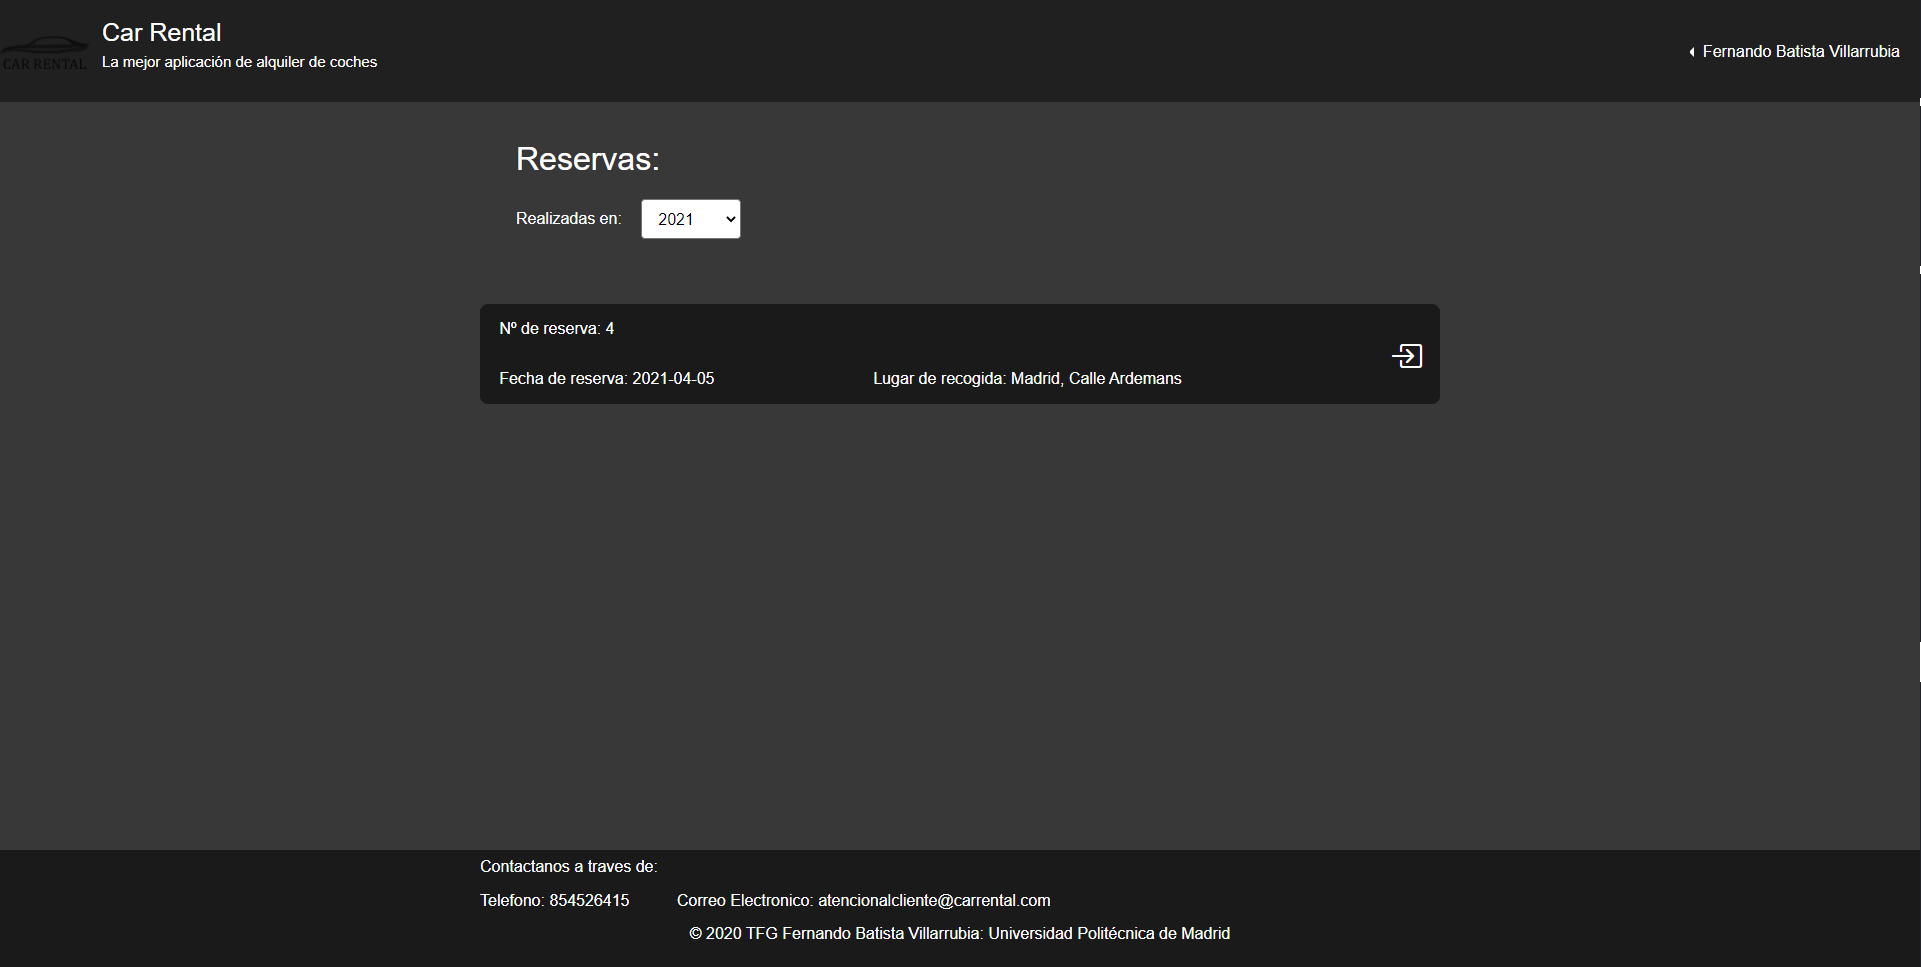 Car Rental
La mejor aplicación de alquiler de coches
CAR RENTAL
Fernando Batista Villarrubia
Reservas:
Realizadas en: 2021
Nº de reserva: 4
Fecha de reserva: 2021-04-05 Lugar de recogida: Madrid, Calle Ardemans
Contactanos a traves de:
Telefono: 854526415 Correo Electronico: atencionalcliente@carrental.com
© 2020 TFG Fernando Batista Villarrubia: Universidad Politécnica de Madrid